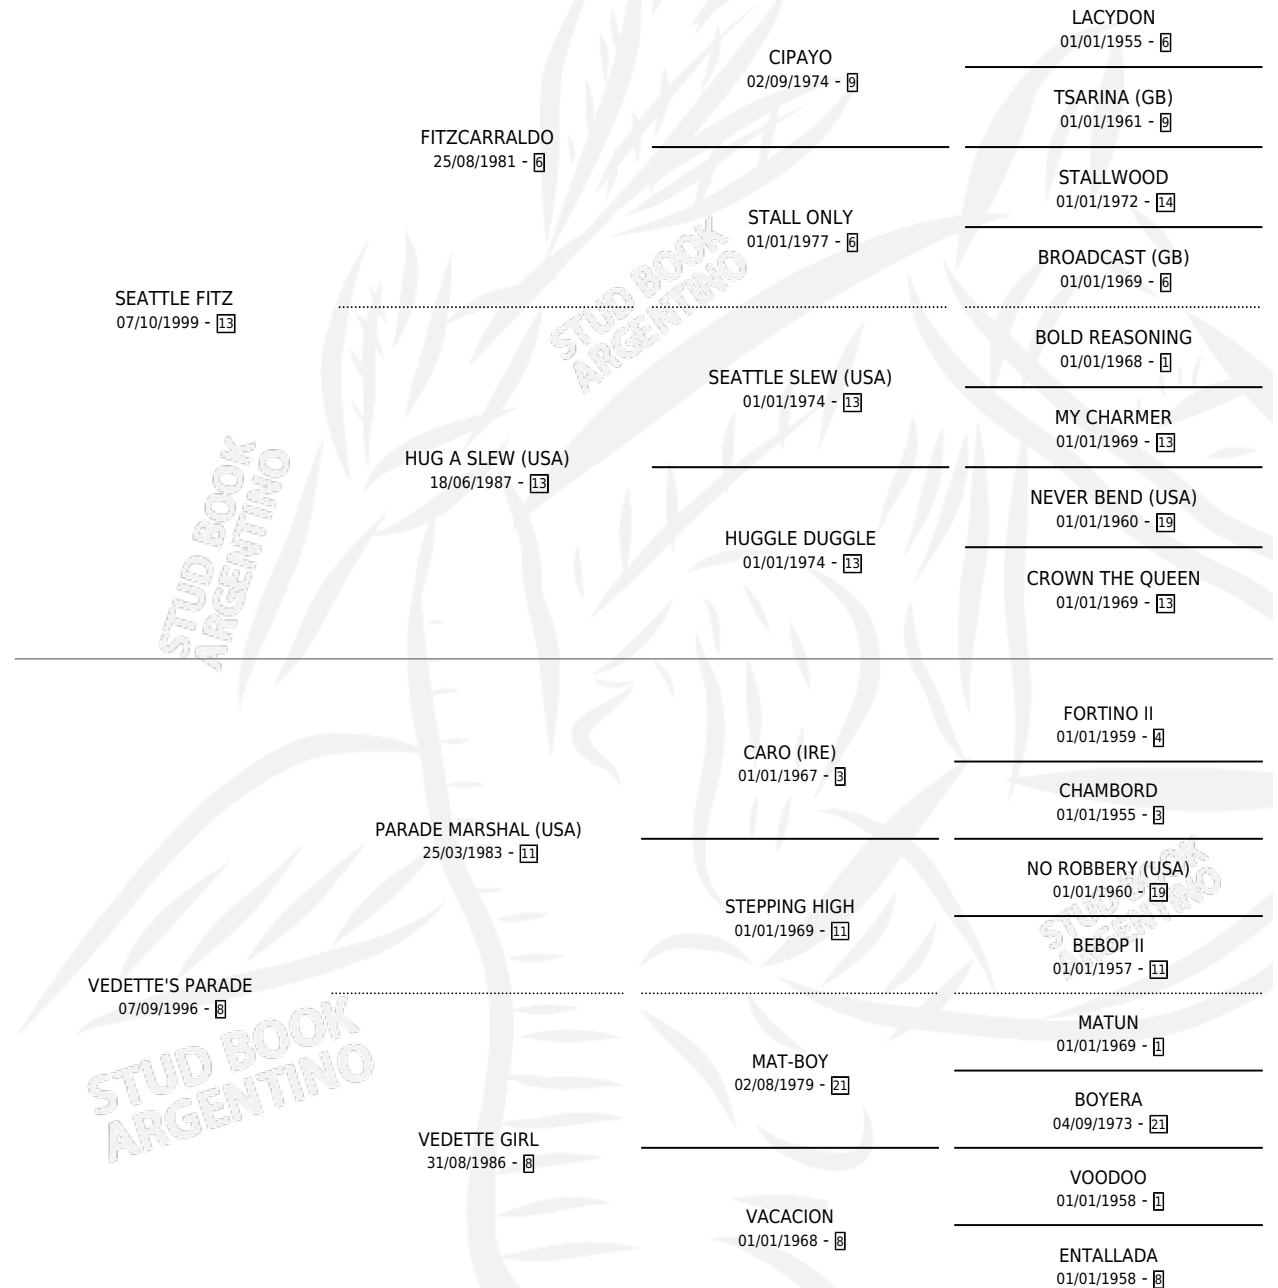 LACYDON
01/01/1955 - 6
CIPAYO
02/09/1974 - 9
TSARINA (GB)
01/01/1961 - 9
FITZCARRALDO
25/08/1981 - 6
STALLWOOD
01/01/1972 - 14
STALL ONLY
01/01/1977 - 6
BROADCAST (GB)
01/01/1969 - 6
SEATTLE FITZ
07/10/1999 - 13
STUD BOOK
ARGENTINO
BOLD REASONING
01/01/1968 - 1
SEATTLE SLEW (USA)
01/01/1974 - 13
MY CHARMER
01/01/1969 - 13
HUG A SLEW (USA)
18/06/1987 - 13
NEVER BEND (USA)
01/01/1960 - 19
HUGGLE DUGGLE
01/01/1974 - 13
CROWN THE QUEEN
01/01/1969 - 13
STUD BOOK
ARGENTINO
FORTINO II
01/01/1959 - 4
CARO (IRE)
01/01/1967 - 3
CHAMBORD
01/01/1955 - 3
PARADE MARSHAL (USA)
25/03/1983 - 11
NO ROBBERY (USA)
01/01/1960 - 19
STEPPING HIGH
01/01/1969 - 11
BEBOP II
01/01/1957 - 11
STUD BOOK
ARGENTINO
VEDETTE'S PARADE
07/09/1996 - 8
STUD BOOK
ARGENTINO
MATUN
01/01/1969 - 1
MAT-BOY
02/08/1979 - 21
BOYERA
04/09/1973 - 21
VEDETTE GIRL
31/08/1986 - 8
VOODOO
01/01/1958 - 1
VACACION
01/01/1968 - 8
ENTALLADA
01/01/1958 - 8